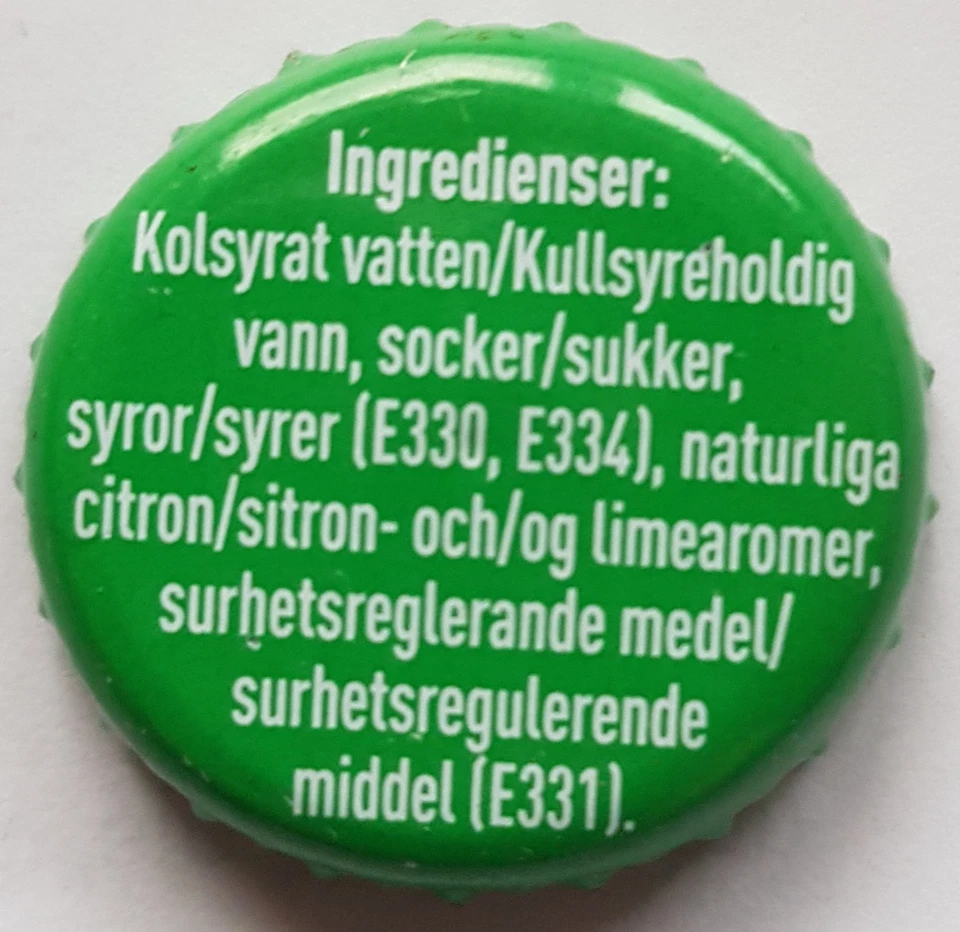 Ingredienser:
Kolsyrat vatten/Kullsyreholdig
vann, socker/sukker,
syror/syrer (E330, E334), naturliga
citron/sitron- och/og limearomer,
surhetsreglerande medel/
surhetsregulerende
middel (E331).